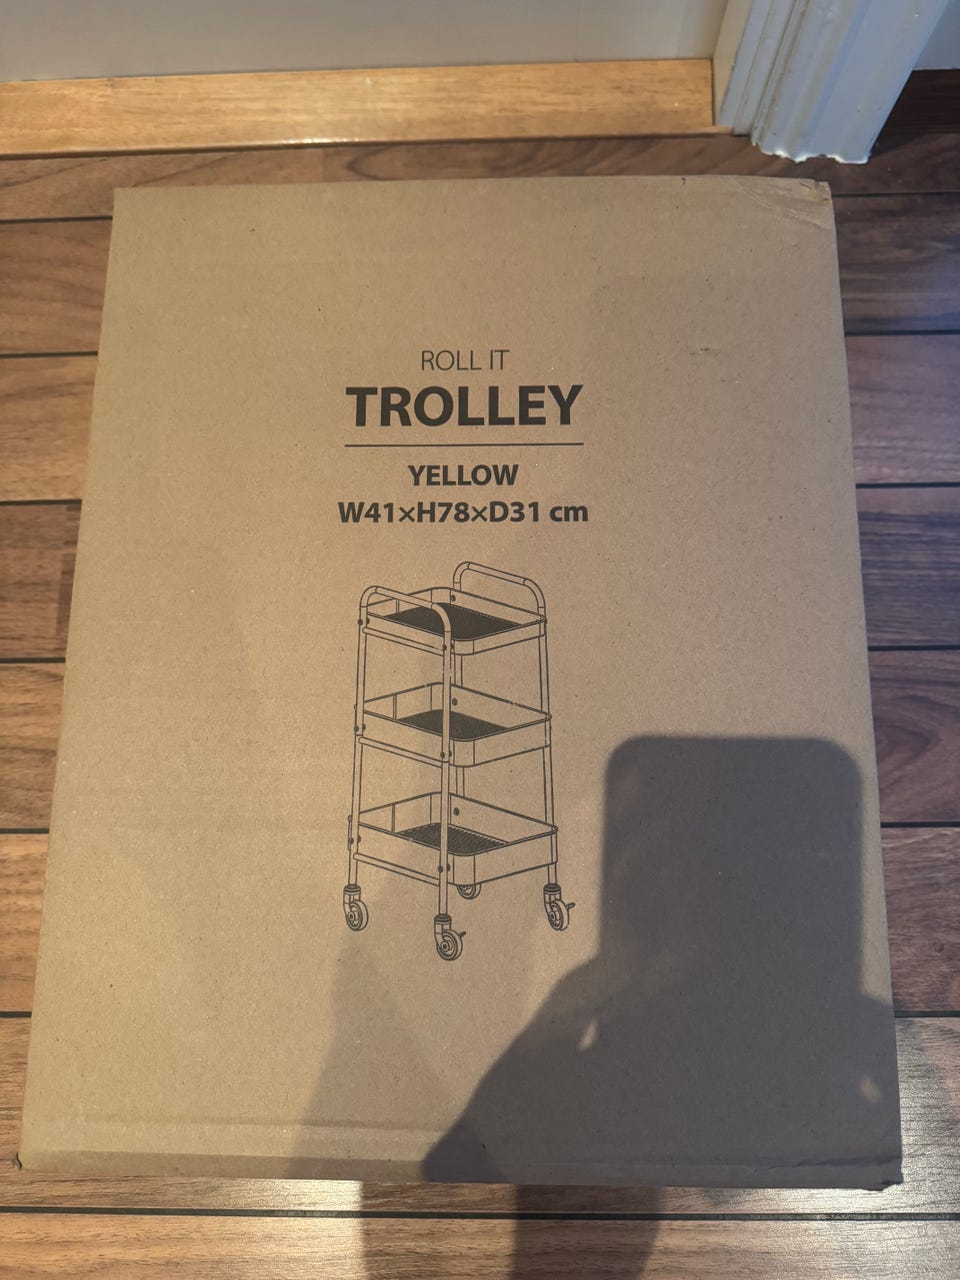 ROLL IT
TROLLEY
YELLOW
W41×H78×D31 cm